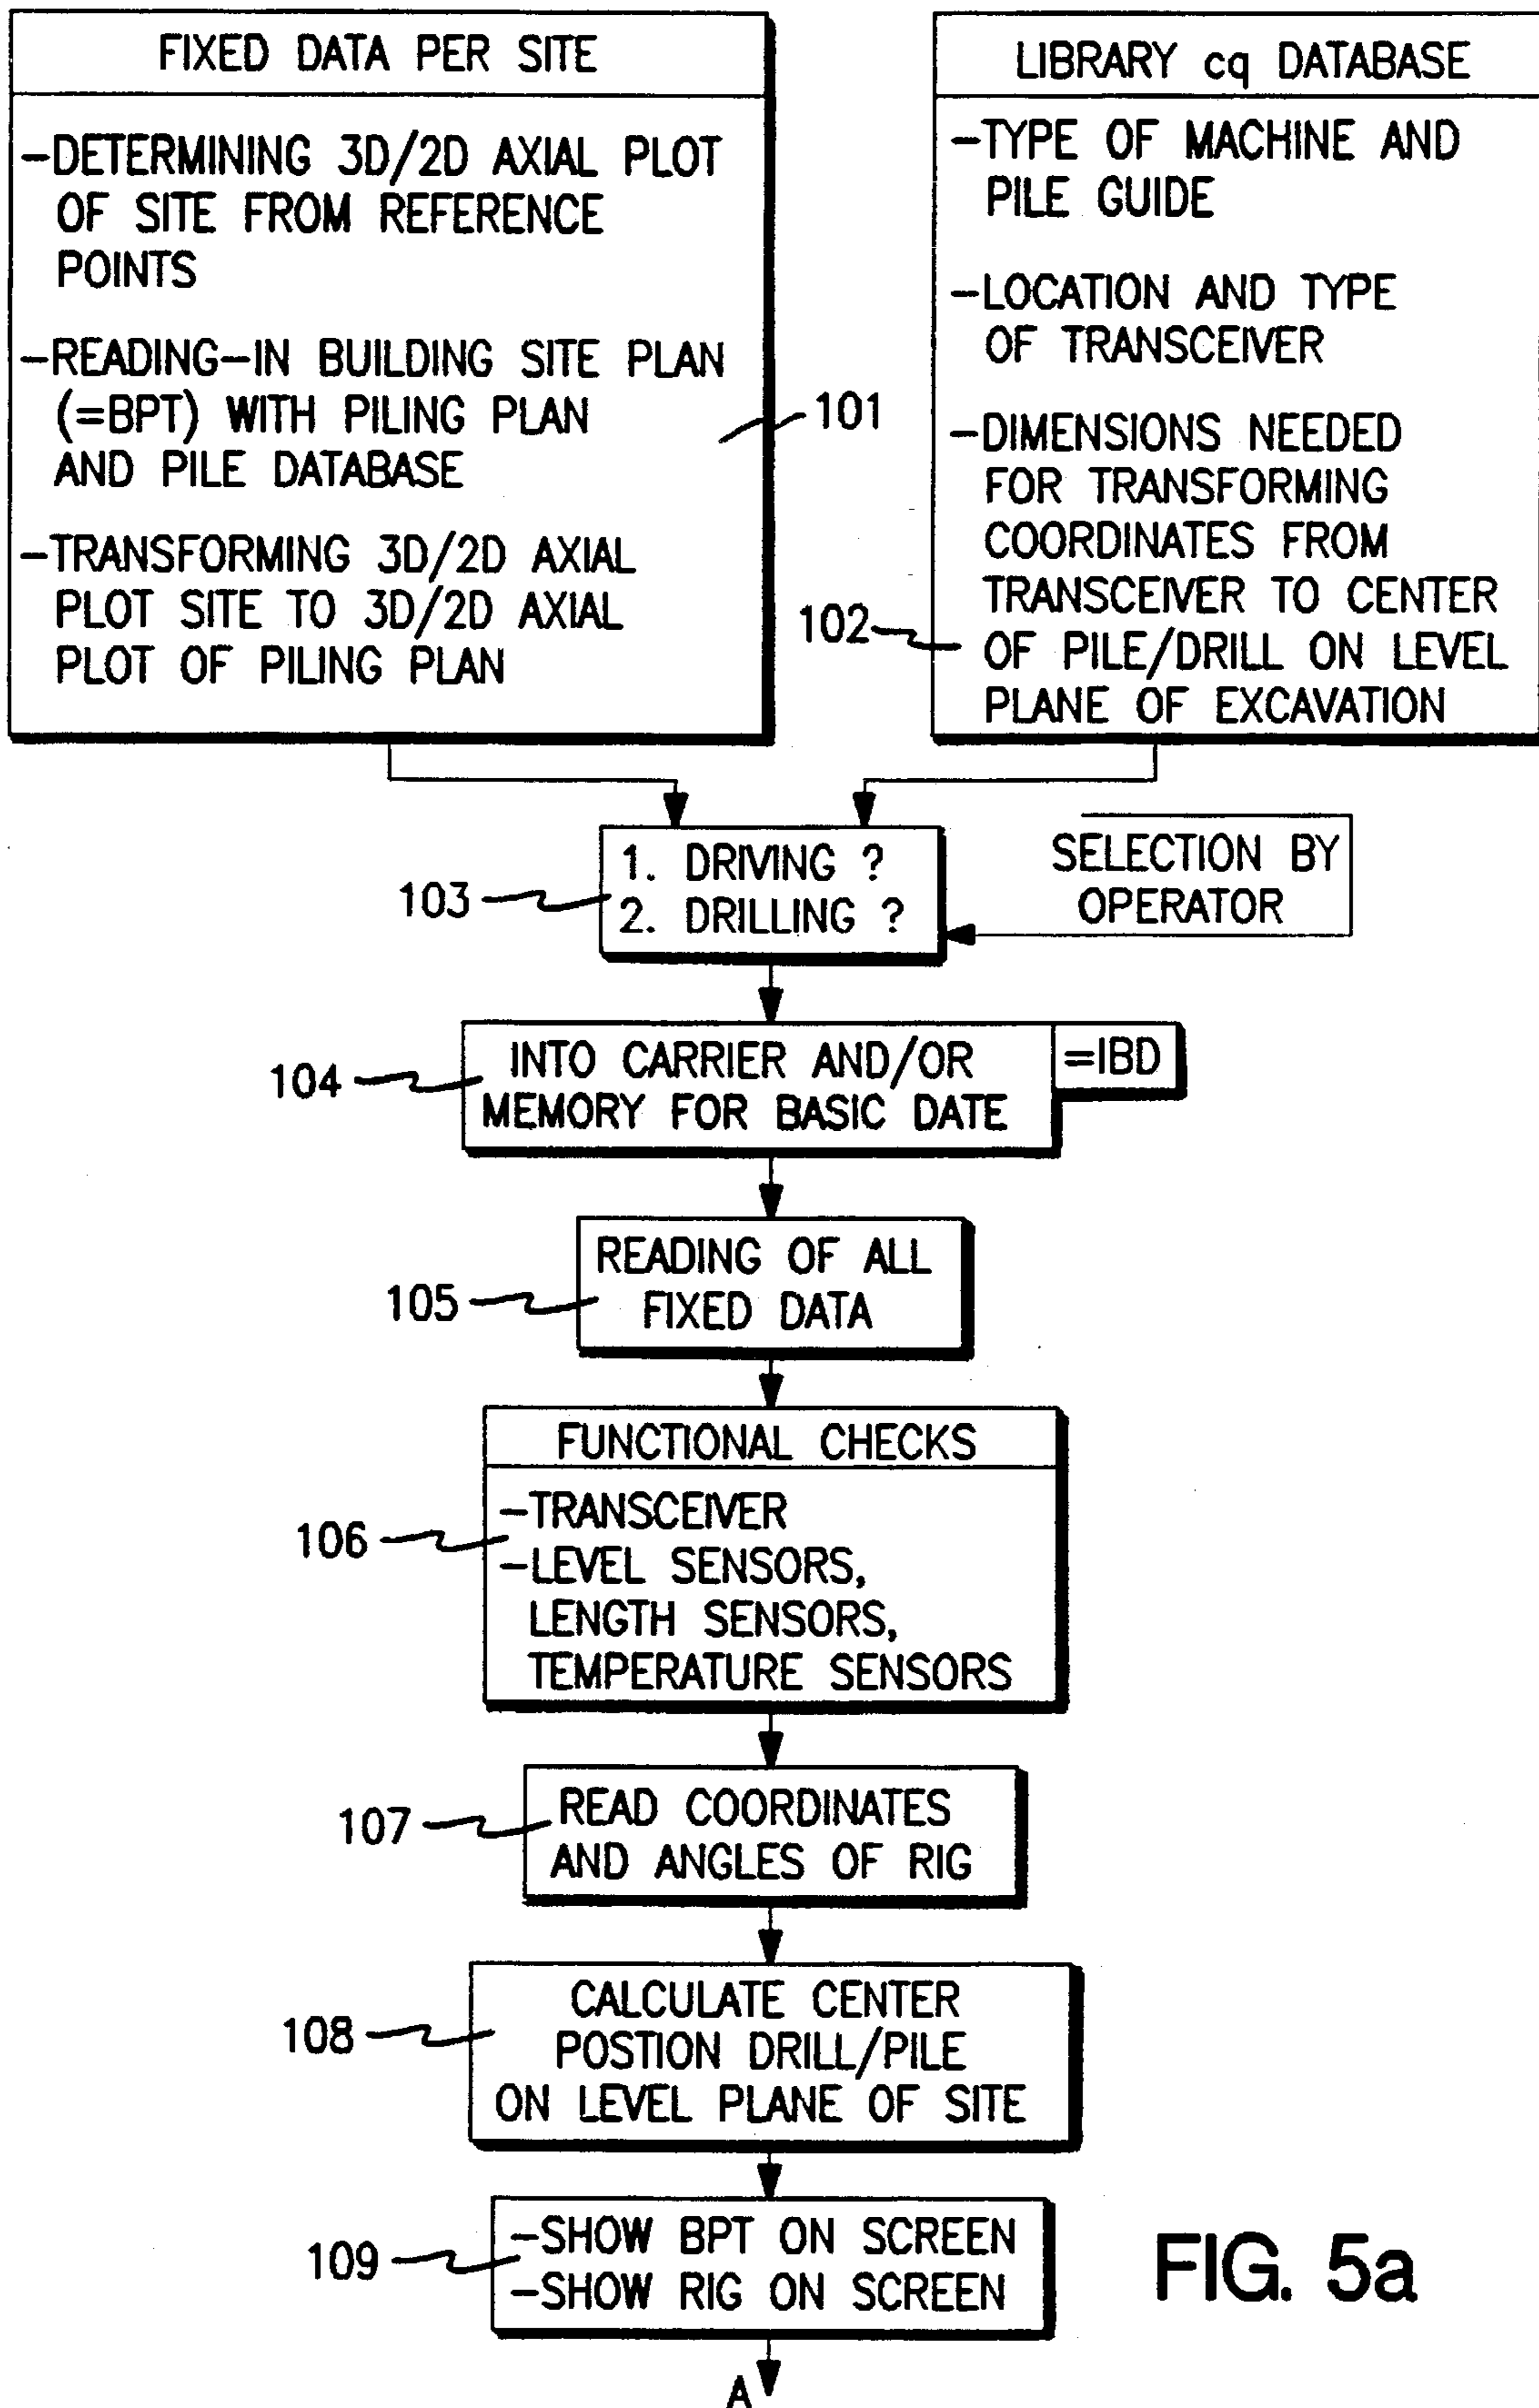 FIXED DATA PER SITE
-DETERMINING 3D/2D AXIAL PLOT
OF SITE FROM REFERENCE
POINTS
-READING-IN BUILDING SITE PLAN
(=BPT) WITH PILING PLAN
AND PILE DATABASE
-TRANSFORMING 3D/2D AXIAL
PLOT SITE TO 3D/2D AXIAL
PLOT OF PILING PLAN
101
LIBRARY cq DATABASE
-TYPE OF MACHINE AND
PILE GUIDE
-LOCATION AND TYPE
OF TRANSCEIVER
-DIMENSIONS NEEDED
FOR TRANSFORMING
COORDINATES FROM
TRANSCEIVER TO CENTER
OF PILE/DRILL ON LEVEL
PLANE OF EXCAVATION
102
1. DRIVING ?
2. DRILLING ?
103
SELECTION BY
OPERATOR
INTO CARRIER AND/OR
MEMORY FOR BASIC DATE
=IBD
104
READING OF ALL
FIXED DATA
105
FUNCTIONAL CHECKS
-TRANSCEIVER
-LEVEL SENSORS,
LENGTH SENSORS,
TEMPERATURE SENSORS
106
READ COORDINATES
AND ANGLES OF RIG
107
CALCULATE CENTER
POSTION DRILL/PILE
ON LEVEL PLANE OF SITE
108
-SHOW BPT ON SCREEN
-SHOW RIG ON SCREEN
109
A
FIG. 5a